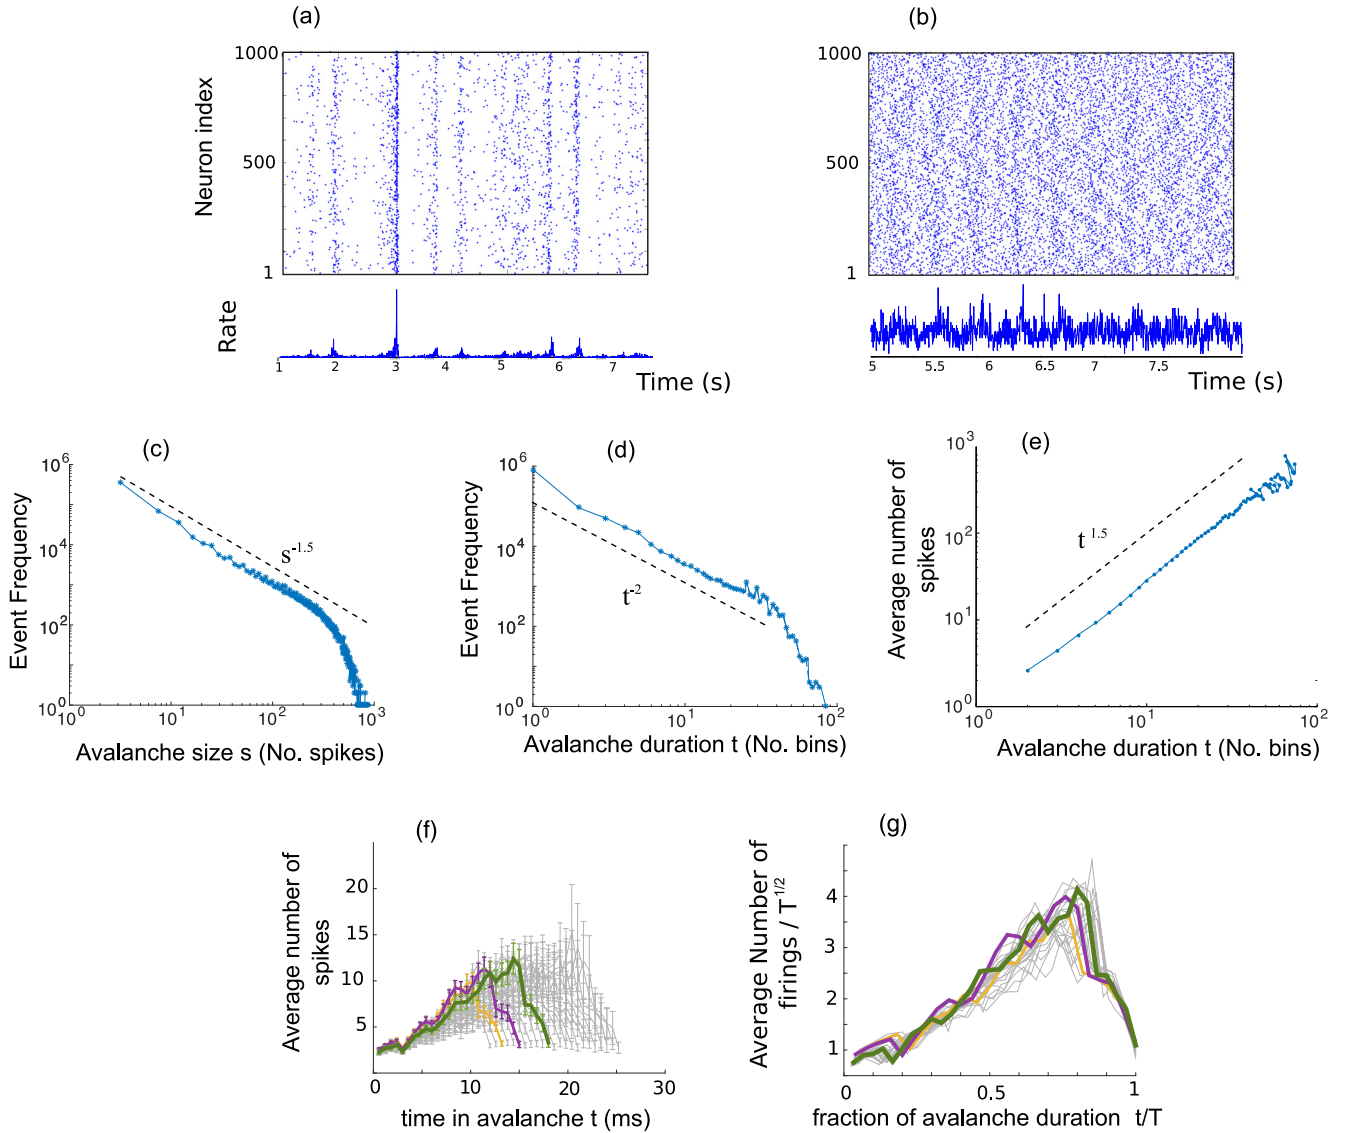 (a)
(b)
1000
500
1
Neuron index
Rate
1 2 3 4 5 6 7
Time (s)
1000
500
1
5 5.5 6 6.5 7 7.5
Time (s)
(c)
Event Frequency
10^6
10^4
10^2
10^0
s^-1.5
10^0 10^1 10^2 10^3
Avalanche size s (No. spikes)
(d)
Event Frequency
10^6
10^4
10^2
10^0
t^-2
10^0 10^1 10^2
Avalanche duration t (No. bins)
(e)
Average number of
spikes
10^3
10^2
10^1
10^0
t^1.5
10^0 10^1 10^2
Avalanche duration t (No. bins)
(f)
Average number of
spikes
20
15
10
5
0 10 20 30
time in avalanche t (ms)
(g)
Average Number of
firings / T^1/2
4
3
2
1
0 0.5 1
fraction of avalanche duration t/T